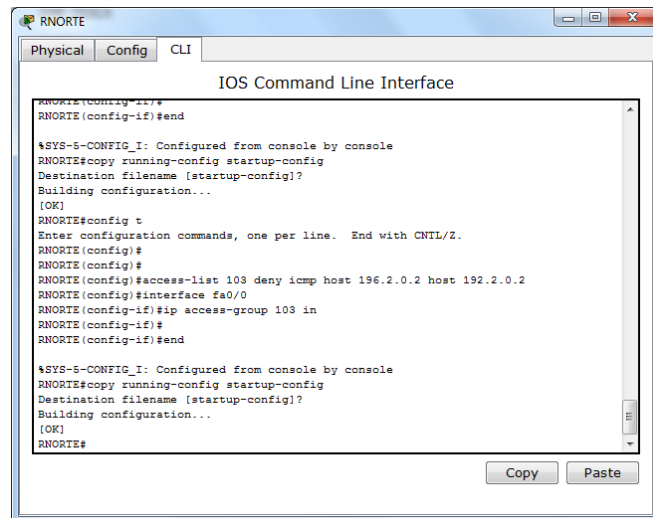 RNORTE
Physical Config CLI
IOS Command Line Interface
RNORTE(config-if)#
RNORTE(config-if)#end
%SYS-5-CONFIG_I: Configured from console by console
RNORTE#copy running-config startup-config
Destination filename [startup-config]?
Building configuration...
[OK]
RNORTE#config t
Enter configuration commands, one per line.  End with CNTL/Z.
RNORTE(config)#
RNORTE(config)#
RNORTE(config)#access-list 103 deny icmp host 196.2.0.2 host 192.2.0.2
RNORTE(config)#interface fa0/0
RNORTE(config-if)#ip access-group 103 in
RNORTE(config-if)#
RNORTE(config-if)#end
%SYS-5-CONFIG_I: Configured from console by console
RNORTE#copy running-config startup-config
Destination filename [startup-config]?
Building configuration...
[OK]
RNORTE#
Copy Paste